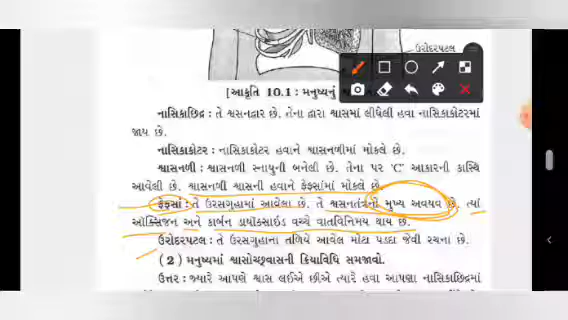 ઉરોદરપટલ
[આકૃતિ 10.1 : મનુષ્યનું
નાસિકાછિદ્ર : તે શ્વસનદ્વાર છે. તેના દ્વારા શ્વાસમાં લીધેલી હવા નાસિકાકોટરમાં
જાય છે.
નાસિકાકોટર : નાસિકાકોટર હવાને શ્વાસનળીમાં મોકલે છે.
શ્વાસનળી : શ્વાસનળી સ્નાયુની બનેલી છે. તેના પર 'C' આકારની કાસ્થિ
આવેલી છે. શ્વાસનળી શ્વાસની હવાને ફેફસાંમાં મોકલે છે.
ફેફસાં : તે ઉરસગુહામાં આવેલા છે. તે શ્વસનતંત્રનો મુખ્ય અવયવ છે. ત્યાં
ઑક્સિજન અને કાર્બન ડાયૉક્સાઇડ વચ્ચે વાતવિનિમય થાય છે.
ઉરોદરપટલ : તે ઉરસગુહાના તળિયે આવેલ મોટા પડદા જેવી રચના છે.
(2) મનુષ્યમાં શ્વાસોચ્છ્વાસની ક્રિયાવિધિ સમજાવો.
ઉત્તર : જ્યારે આપણે શ્વાસ લઈએ છીએ ત્યારે હવા આપણા નાસિકાછિદ્રમાં